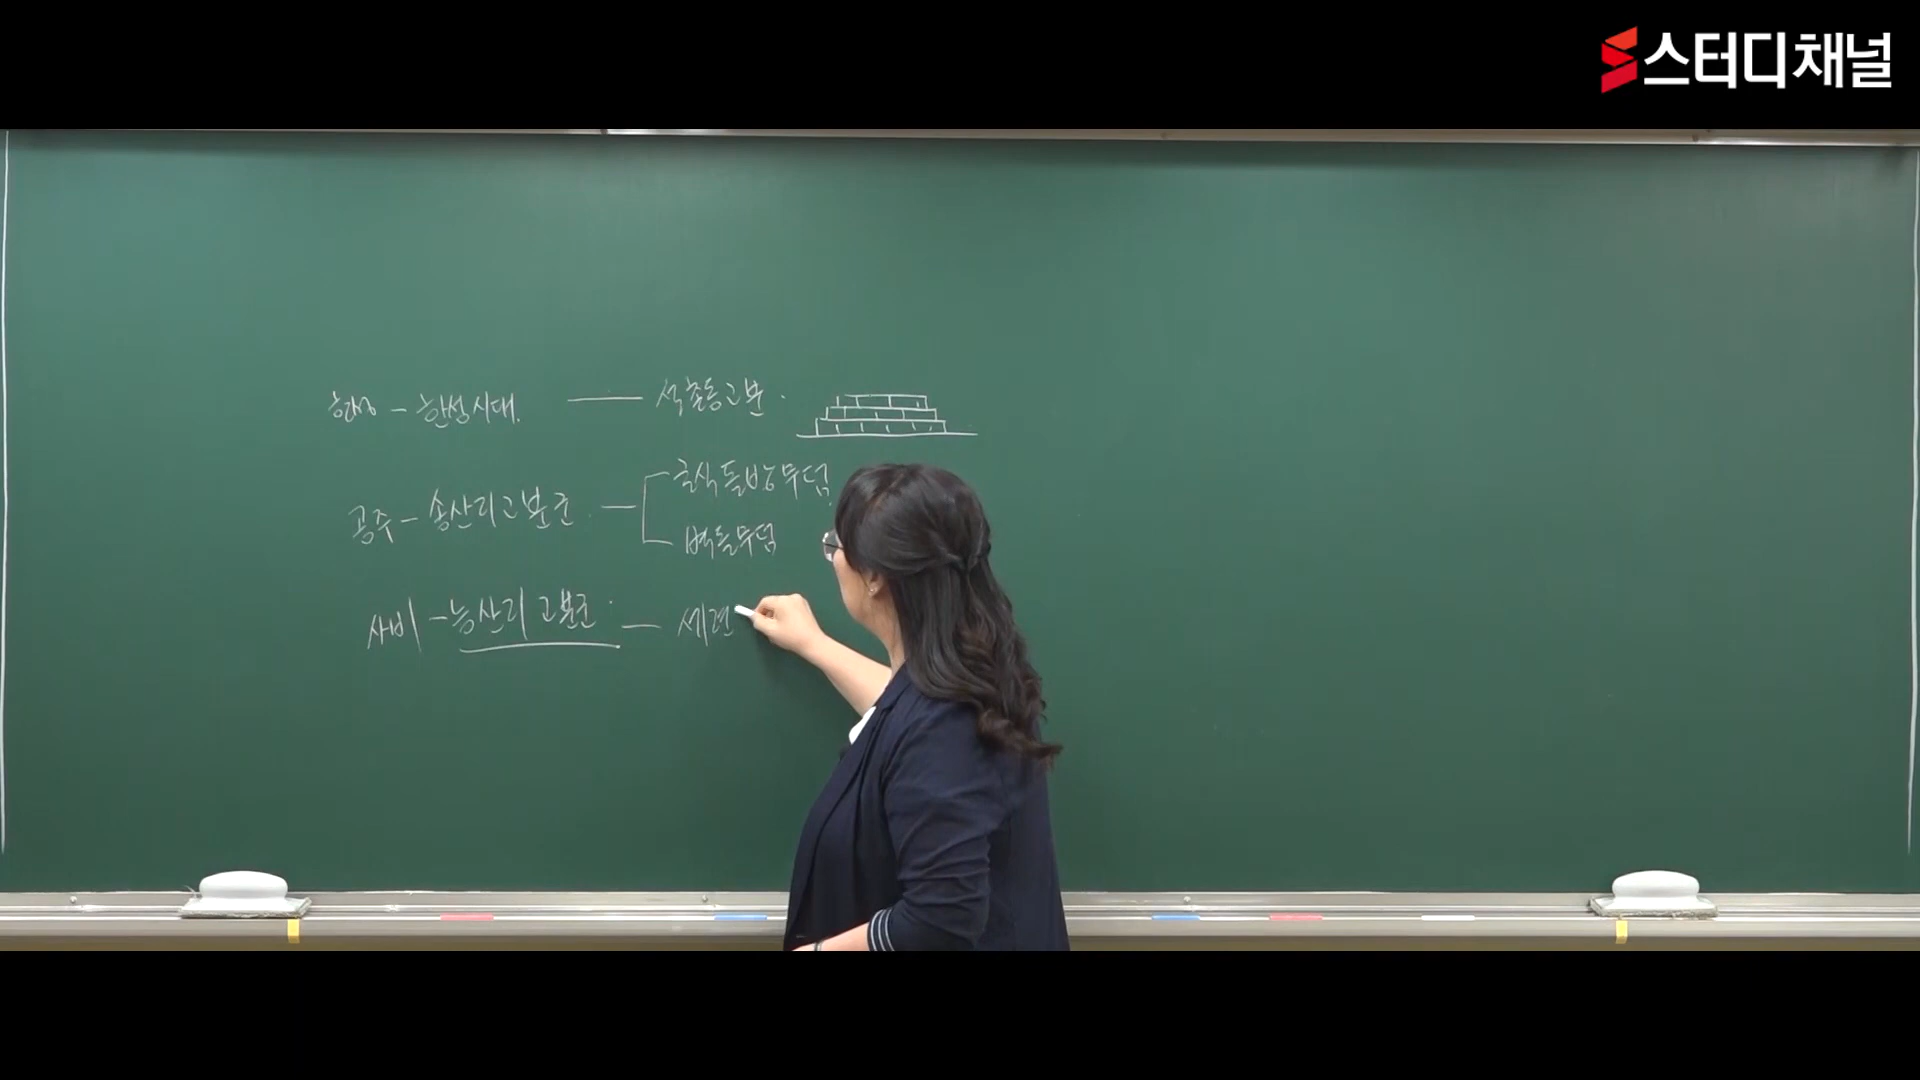 스터디채널
한성 - 한성시대. — 석촌동고분.
굴식돌방무덤
공주 - 송산리고분군 —
벽돌무덤
사비 - 능산리 고분군 — 세련